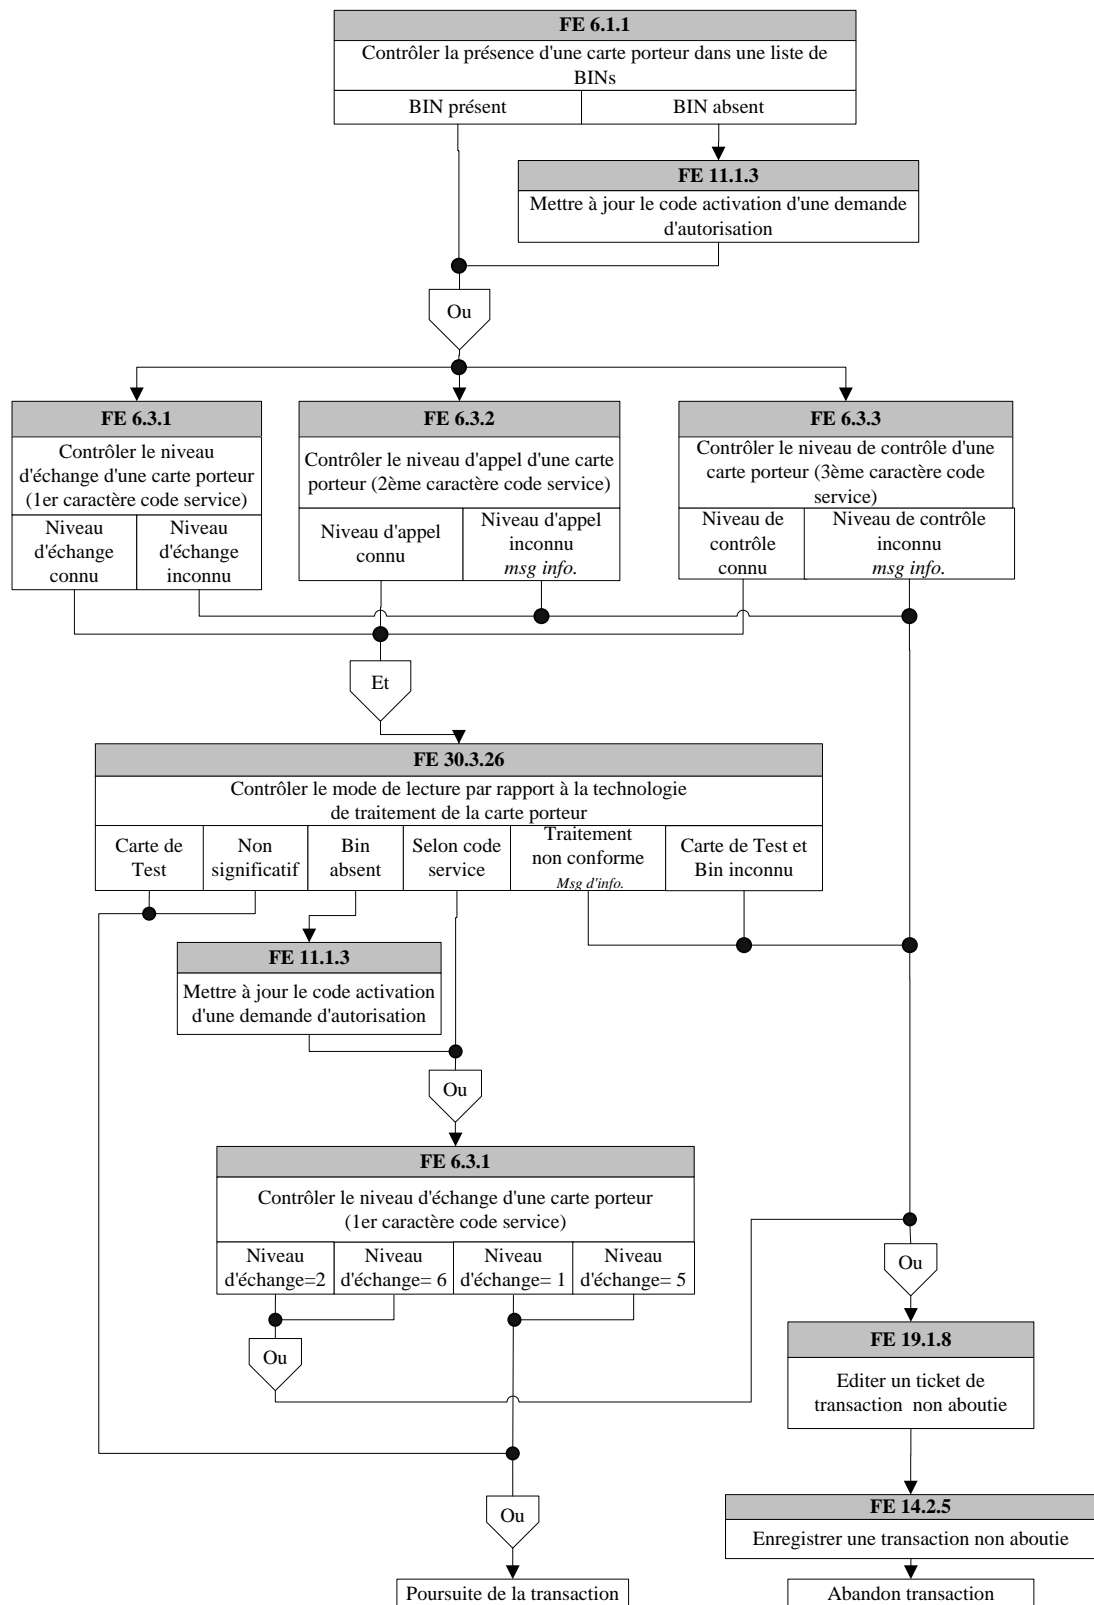 FE 6.1.1
Contrôler la présence d'une carte porteur dans une liste de
BINs
BIN présent
BIN absent
FE 11.1.3
Mettre à jour le code activation d'une demande
d'autorisation
Ou
FE 6.3.1
Contrôler le niveau
d'échange d'une carte porteur
(1er caractère code service)
Niveau
d'échange
connu
Niveau
d'échange
inconnu
FE 6.3.2
Contrôler le niveau d'appel d'une carte
porteur (2ème caractère code service)
Niveau d'appel
connu
Niveau d'appel
inconnu
msg info.
FE 6.3.3
Contrôler le niveau de contrôle d'une
carte porteur (3ème caractère code
service)
Niveau de
contrôle
connu
Niveau de contrôle
inconnu
msg info.
Et
FE 30.3.26
Contrôler le mode de lecture par rapport à la technologie
de traitement de la carte porteur
Carte de
Test
Non
significatif
Bin
absent
Selon code
service
Traitement
non conforme
Msg d'info.
Carte de Test et
Bin inconnu
FE 11.1.3
Mettre à jour le code activation
d'une demande d'autorisation
Ou
FE 6.3.1
Contrôler le niveau d'échange d'une carte porteur
(1er caractère code service)
Niveau
d'échange=2
Niveau
d'échange= 6
Niveau
d'échange= 1
Niveau
d'échange= 5
Ou
Ou
FE 19.1.8
Editer un ticket de
transaction  non aboutie
Ou
FE 14.2.5
Enregistrer une transaction non aboutie
Poursuite de la transaction
Abandon transaction